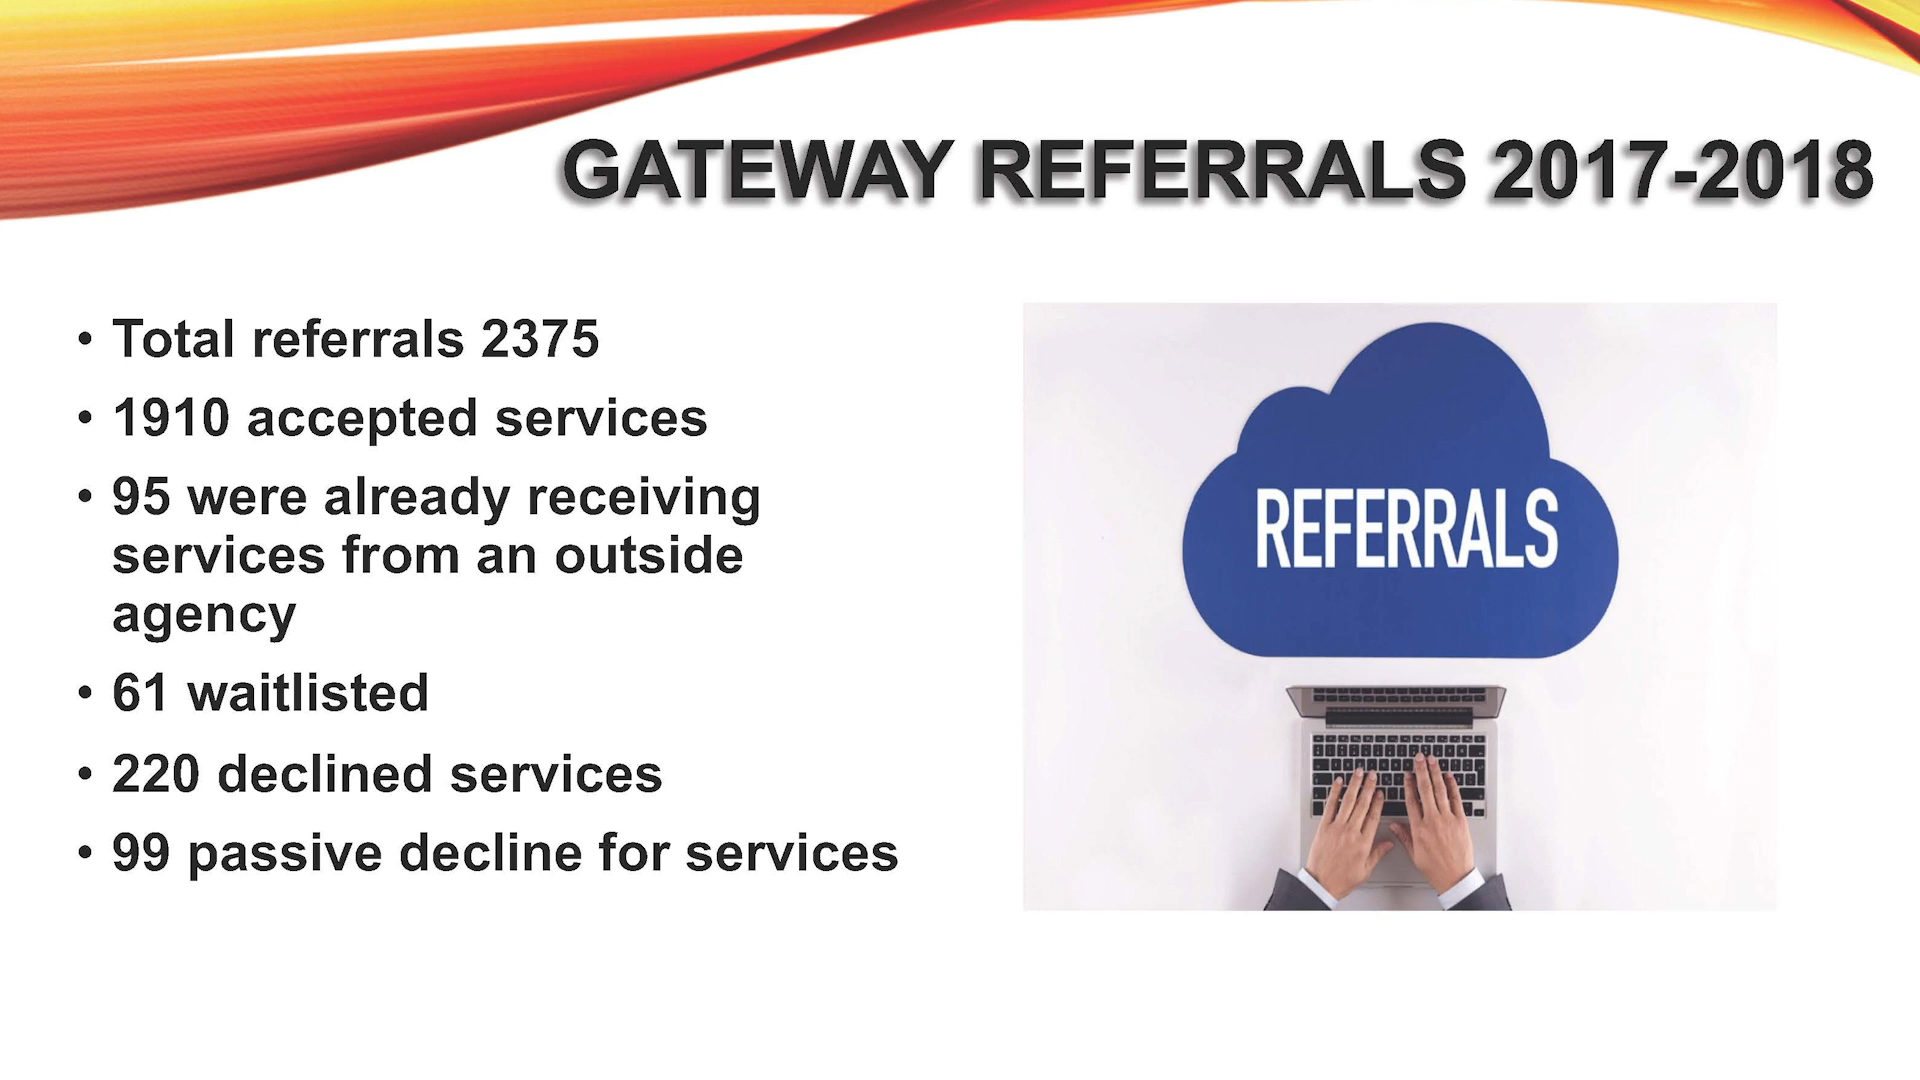 GATEWAY REFERRALS 2017-2018
• Total referrals 2375
• 1910 accepted services
• 95 were already receiving
services from an outside
agency
• 61 waitlisted
• 220 declined services
• 99 passive decline for services
REFERRALS